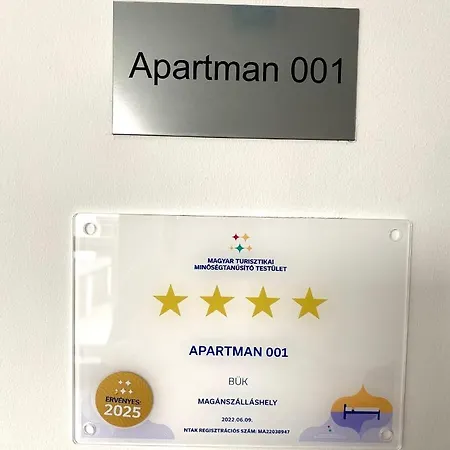 Apartman 001
MAGYAR TURISZTIKAI
MINŐSÉGTANÚSÍTÓ TESTÜLET
APARTMAN 001
BÜK
MAGÁNSZÁLLÁSHELY
2022.06.09.
NTAK REGISZTRÁCIÓS SZÁM: MA22038947
ÉRVÉNYES:
2025